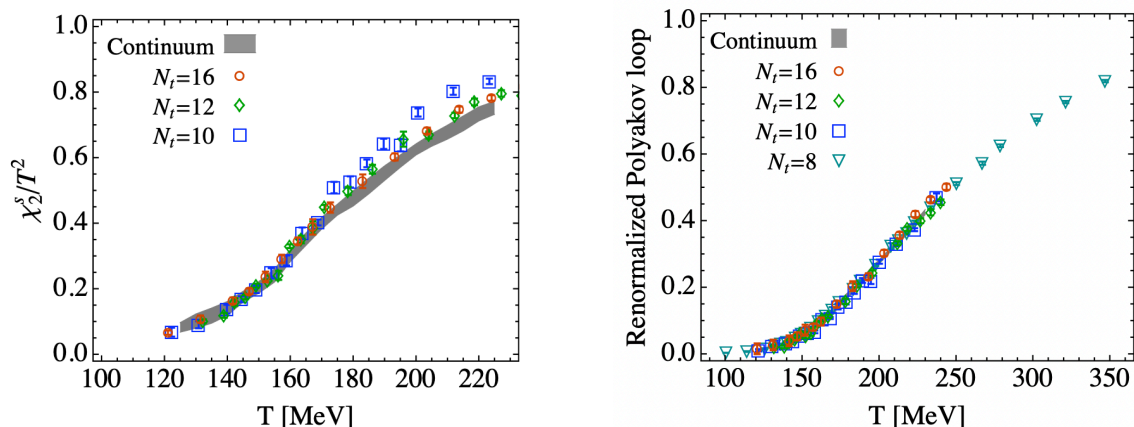 Continuum
N_t=16
N_t=12
N_t=10
χ₂ˢ/T²
0.0
0.2
0.4
0.6
0.8
1.0
100 120 140 160 180 200 220
T [MeV]
Continuum
N_t=16
N_t=12
N_t=10
N_t=8
Renormalized Polyakov loop
0.0
0.2
0.4
0.6
0.8
1.0
100 150 200 250 300 350
T [MeV]